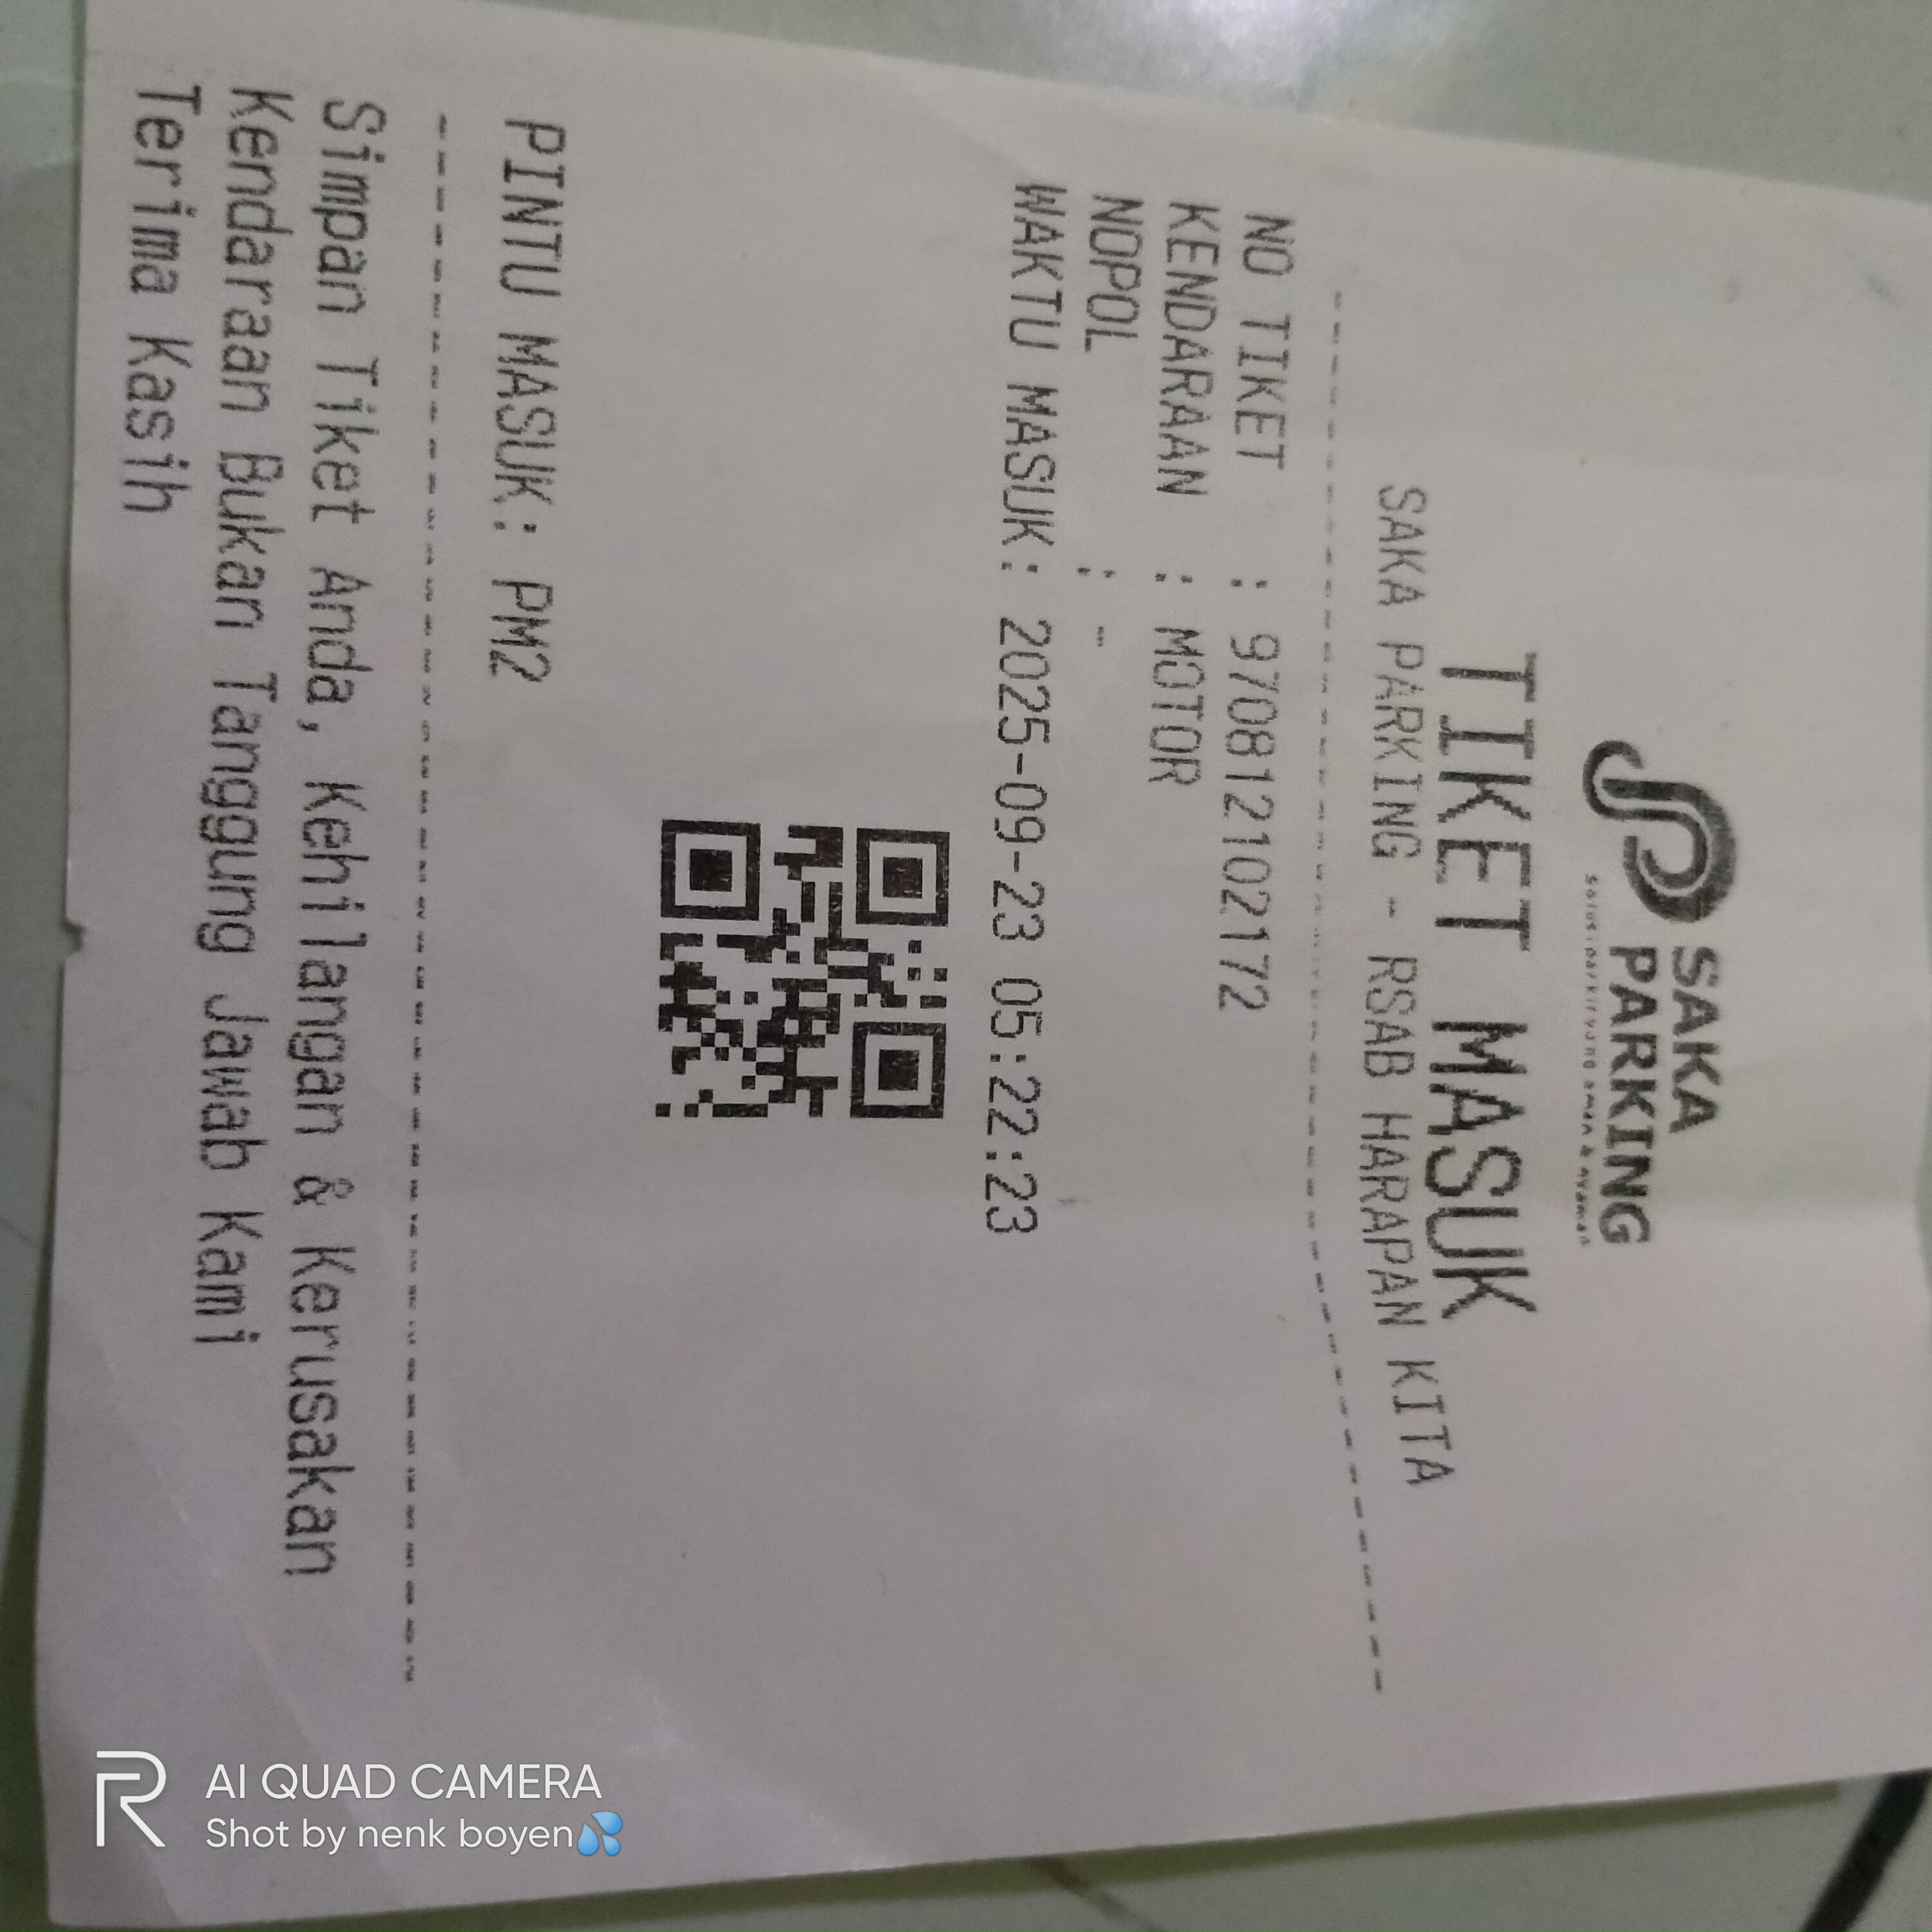 SAKA
PARKING
TIKET MASUK
SAKA PARKING - RSAB HARAPAN KITA
NO TIKET : 970812102172
KENDARAAN : MOTOR
NOPOL : -
WAKTU MASUK: 2025-09-23 05:22:23
PINTU MASUK: PM2
Simpan Tiket Anda, Kehilangan & Kerusakan
Kendaraan Bukan Tanggung Jawab Kami
Terima Kasih
AI QUAD CAMERA
Shot by nenk boyen💦